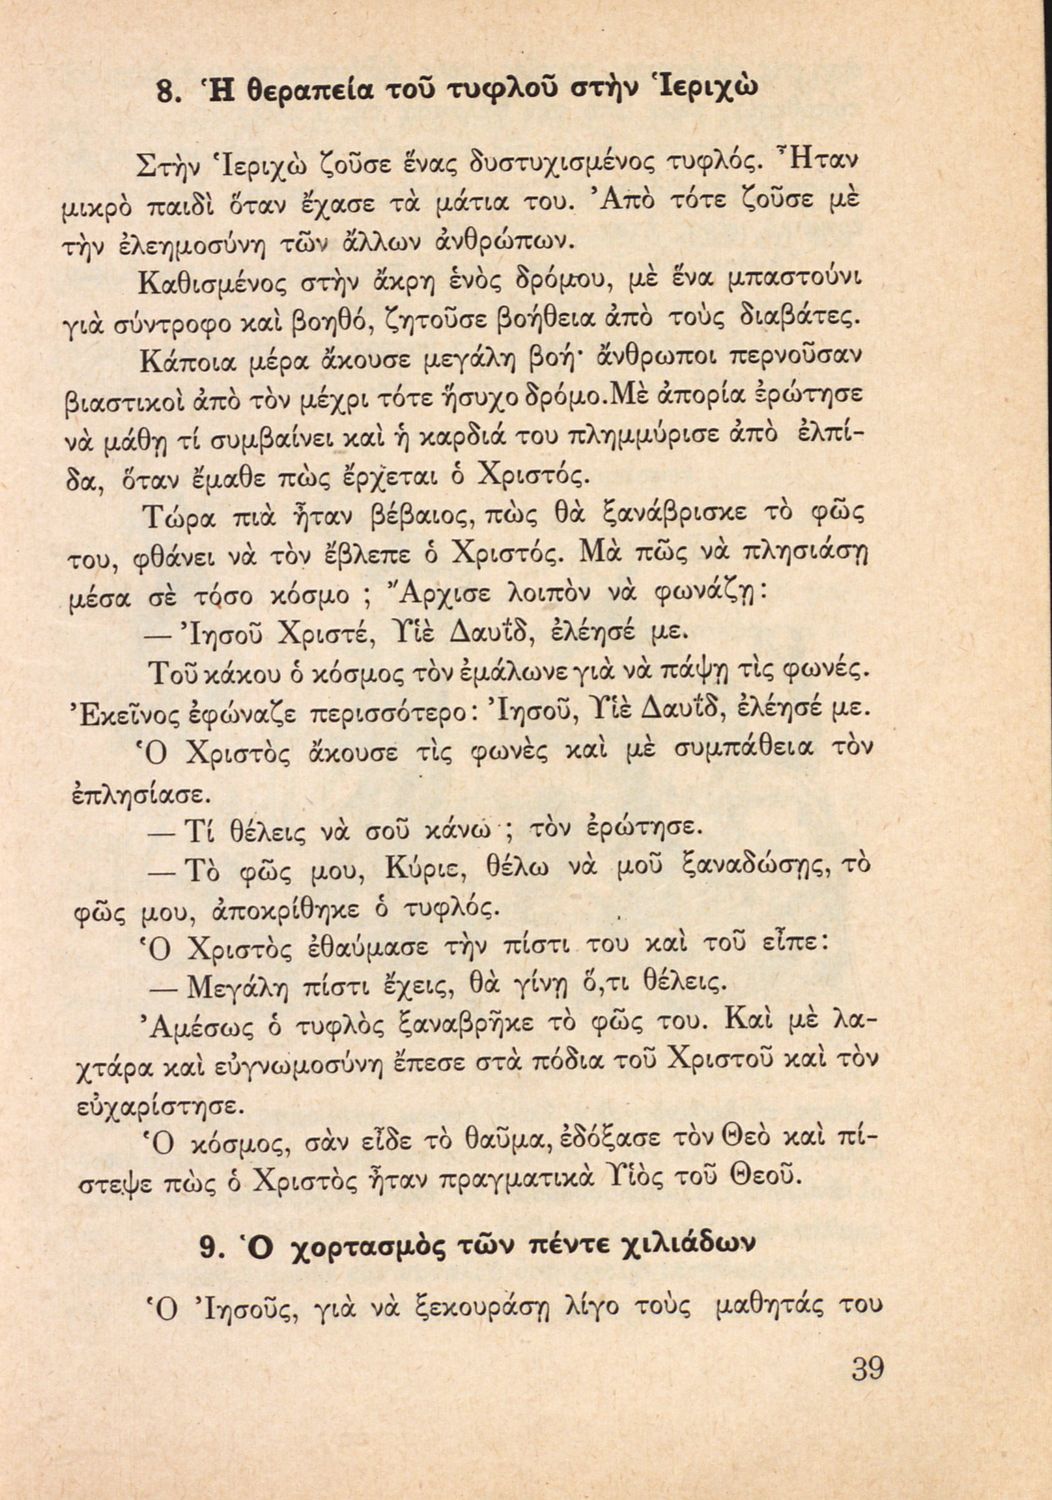 8. Ἡ θεραπεία τοῦ τυφλοῦ στὴν Ἱεριχὼ
Στὴν Ἱεριχὼ ζοῦσε ἕνας δυστυχισμένος τυφλός. Ἦταν
μικρὸ παιδὶ ὅταν ἔχασε τὰ μάτια του. Ἀπὸ τότε ζοῦσε μὲ
τὴν ἐλεημοσύνη τῶν ἄλλων ἀνθρώπων.
Καθισμένος στὴν ἄκρη ἑνὸς δρόμου, μὲ ἕνα μπαστούνι
γιὰ σύντροφο καὶ βοηθό, ζητοῦσε βοήθεια ἀπὸ τοὺς διαβάτες.
Κάποια μέρα ἄκουσε μεγάλη βοή· ἄνθρωποι περνοῦσαν
βιαστικοὶ ἀπὸ τὸν μέχρι τότε ἥσυχο δρόμο. Μὲ ἀπορία ἐρώτησε
νὰ μάθῃ τί συμβαίνει καὶ ἡ καρδιά του πλημμύρισε ἀπὸ ἐλπί-
δα, ὅταν ἔμαθε πὼς ἔρχεται ὁ Χριστός.
Τώρα πιὰ ἦταν βέβαιος, πὼς θὰ ξανάβρισκε τὸ φῶς
του, φθάνει νὰ τὸν ἔβλεπε ὁ Χριστός. Μὰ πῶς νὰ πλησιάσῃ
μέσα σὲ τόσο κόσμο ; Ἄρχισε λοιπὸν νὰ φωνάζῃ:
— Ἰησοῦ Χριστέ, Υἱὲ Δαυΐδ, ἐλέησέ με.
Τοῦ κάκου ὁ κόσμος τὸν ἐμάλωνε γιὰ νὰ πάψῃ τὶς φωνές.
Ἐκεῖνος ἐφώναζε περισσότερο: Ἰησοῦ, Υἱὲ Δαυΐδ, ἐλέησέ με.
Ὁ Χριστὸς ἄκουσε τὶς φωνὲς καὶ μὲ συμπάθεια τὸν
ἐπλησίασε.
— Τί θέλεις νὰ σοῦ κάνω ; τὸν ἐρώτησε.
— Τὸ φῶς μου, Κύριε, θέλω νὰ μοῦ ξαναδώσῃς, τὸ
φῶς μου, ἀποκρίθηκε ὁ τυφλός.
Ὁ Χριστὸς ἐθαύμασε τὴν πίστι του καὶ τοῦ εἶπε:
— Μεγάλη πίστι ἔχεις, θὰ γίνῃ ὅ,τι θέλεις.
Ἀμέσως ὁ τυφλὸς ξαναβρῆκε τὸ φῶς του. Καὶ μὲ λα-
χτάρα καὶ εὐγνωμοσύνη ἔπεσε στὰ πόδια τοῦ Χριστοῦ καὶ τὸν
εὐχαρίστησε.
Ὁ κόσμος, σὰν εἶδε τὸ θαῦμα, ἐδόξασε τὸν Θεὸ καὶ πί-
στεψε πὼς ὁ Χριστὸς ἦταν πραγματικὰ Υἱὸς τοῦ Θεοῦ.
9. Ὁ χορτασμὸς τῶν πέντε χιλιάδων
Ὁ Ἰησοῦς, γιὰ νὰ ξεκουράσῃ λίγο τοὺς μαθητάς του
39